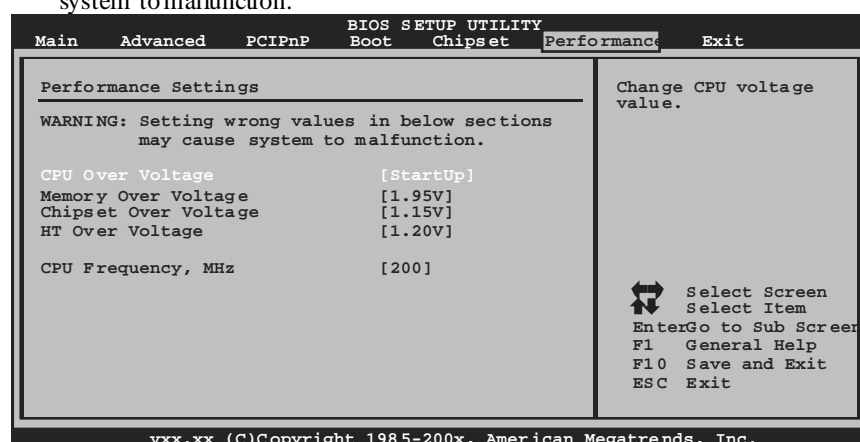 system to malfunction.
BIOS SETUP UTILITY
Main Advanced PCIPnP Boot Chipset Performance Exit
Performance Settings
WARNING: Setting wrong values in below sections
may cause system to malfunction.
CPU Over Voltage [StartUp]
Memory Over Voltage [1.95V]
Chipset Over Voltage [1.15V]
HT Over Voltage [1.20V]
CPU Frequency, MHz [200]
Change CPU voltage
value.
Select Screen
Select Item
Enter Go to Sub Screen
F1 General Help
F10 Save and Exit
ESC Exit
vxx.xx (C)Copyright 1985-200x, American Megatrends, Inc.